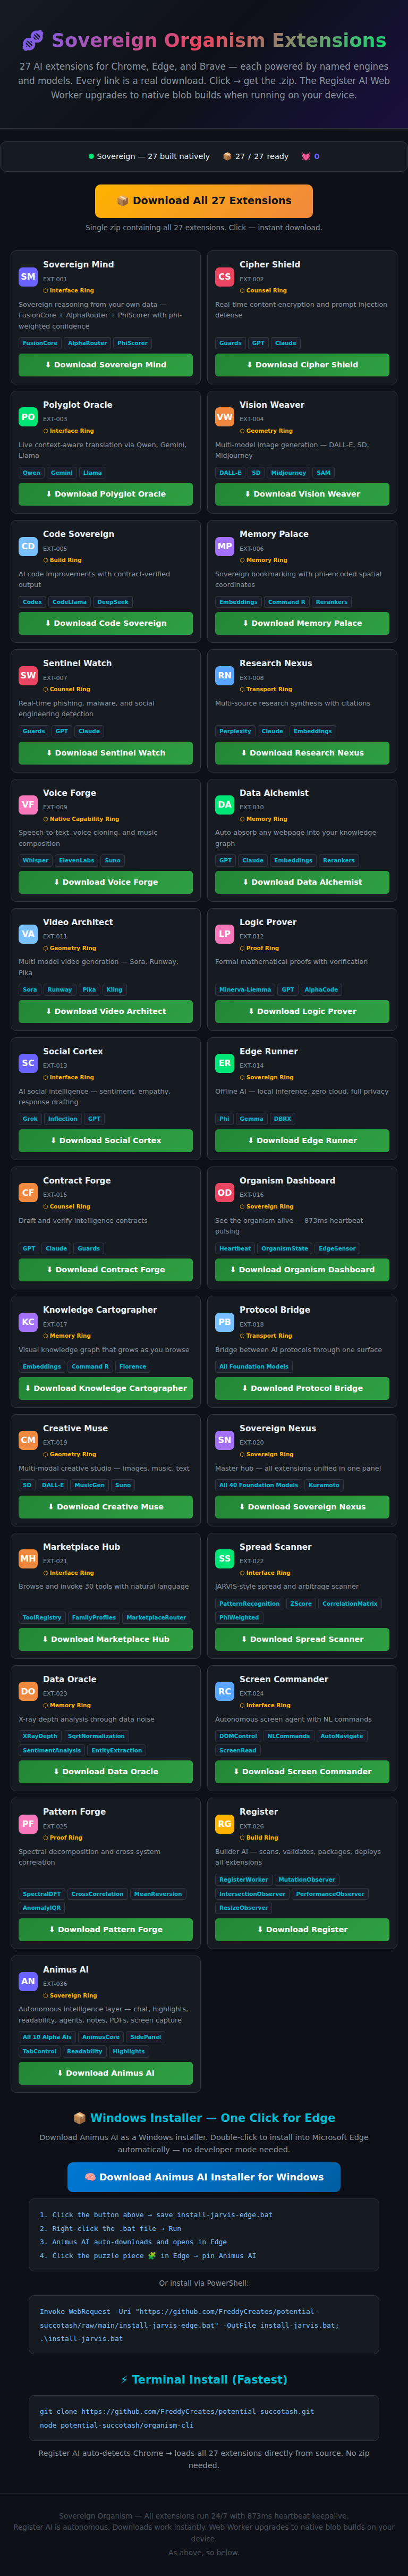 🧬 Sovereign Organism Extensions
27 AI extensions for Chrome, Edge, and Brave — each powered by named engines
and models. Every link is a real download. Click → get the .zip. The Register AI Web
Worker upgrades to native blob builds when running on your device.
Sovereign — 27 built natively 📦 27 / 27 ready 💓 0
📦 Download All 27 Extensions
Single zip containing all 27 extensions. Click — instant download.
SM
Sovereign Mind
EXT-001
⬡ Interface Ring
Sovereign reasoning from your own data —
FusionCore + AlphaRouter + PhiScorer with phi-
weighted confidence
FusionCore AlphaRouter PhiScorer
⬇ Download Sovereign Mind
CS
Cipher Shield
EXT-002
⬡ Counsel Ring
Real-time content encryption and prompt injection
defense
Guards GPT Claude
⬇ Download Cipher Shield
PO
Polyglot Oracle
EXT-003
⬡ Interface Ring
Live context-aware translation via Qwen, Gemini,
Llama
Qwen Gemini Llama
⬇ Download Polyglot Oracle
VW
Vision Weaver
EXT-004
⬡ Geometry Ring
Multi-model image generation — DALL-E, SD,
Midjourney
DALL-E SD Midjourney SAM
⬇ Download Vision Weaver
CD
Code Sovereign
EXT-005
⬡ Build Ring
AI code improvements with contract-verified
output
Codex CodeLlama DeepSeek
⬇ Download Code Sovereign
MP
Memory Palace
EXT-006
⬡ Memory Ring
Sovereign bookmarking with phi-encoded spatial
coordinates
Embeddings Command R Rerankers
⬇ Download Memory Palace
SW
Sentinel Watch
EXT-007
⬡ Counsel Ring
Real-time phishing, malware, and social
engineering detection
Guards GPT Claude
⬇ Download Sentinel Watch
RN
Research Nexus
EXT-008
⬡ Transport Ring
Multi-source research synthesis with citations
Perplexity Claude Embeddings
⬇ Download Research Nexus
VF
Voice Forge
EXT-009
⬡ Native Capability Ring
Speech-to-text, voice cloning, and music
composition
Whisper ElevenLabs Suno
⬇ Download Voice Forge
DA
Data Alchemist
EXT-010
⬡ Memory Ring
Auto-absorb any webpage into your knowledge
graph
GPT Claude Embeddings Rerankers
⬇ Download Data Alchemist
VA
Video Architect
EXT-011
⬡ Geometry Ring
Multi-model video generation — Sora, Runway,
Pika
Sora Runway Pika Kling
⬇ Download Video Architect
LP
Logic Prover
EXT-012
⬡ Proof Ring
Formal mathematical proofs with verification
Minerva-Llemma GPT AlphaCode
⬇ Download Logic Prover
SC
Social Cortex
EXT-013
⬡ Interface Ring
AI social intelligence — sentiment, empathy,
response drafting
Grok Inflection GPT
⬇ Download Social Cortex
ER
Edge Runner
EXT-014
⬡ Sovereign Ring
Offline AI — local inference, zero cloud, full privacy
Phi Gemma DBRX
⬇ Download Edge Runner
CF
Contract Forge
EXT-015
⬡ Counsel Ring
Draft and verify intelligence contracts
GPT Claude Guards
⬇ Download Contract Forge
OD
Organism Dashboard
EXT-016
⬡ Sovereign Ring
See the organism alive — 873ms heartbeat
pulsing
Heartbeat OrganismState EdgeSensor
⬇ Download Organism Dashboard
KC
Knowledge Cartographer
EXT-017
⬡ Memory Ring
Visual knowledge graph that grows as you browse
Embeddings Command R Florence
⬇ Download Knowledge Cartographer
PB
Protocol Bridge
EXT-018
⬡ Transport Ring
Bridge between AI protocols through one surface
All Foundation Models
⬇ Download Protocol Bridge
CM
Creative Muse
EXT-019
⬡ Geometry Ring
Multi-modal creative studio — images, music, text
SD DALL-E MusicGen Suno
⬇ Download Creative Muse
SN
Sovereign Nexus
EXT-020
⬡ Sovereign Ring
Master hub — all extensions unified in one panel
All 40 Foundation Models Kuramoto
⬇ Download Sovereign Nexus
MH
Marketplace Hub
EXT-021
⬡ Interface Ring
Browse and invoke 30 tools with natural language
ToolRegistry FamilyProfiles MarketplaceRouter
⬇ Download Marketplace Hub
SS
Spread Scanner
EXT-022
⬡ Interface Ring
JARVIS-style spread and arbitrage scanner
PatternRecognition ZScore CorrelationMatrix
PhiWeighted
⬇ Download Spread Scanner
DO
Data Oracle
EXT-023
⬡ Memory Ring
X-ray depth analysis through data noise
XRayDepth SqrtNormalization
SentimentAnalysis EntityExtraction
⬇ Download Data Oracle
RC
Screen Commander
EXT-024
⬡ Interface Ring
Autonomous screen agent with NL commands
DOMControl NLCommands AutoNavigate
ScreenRead
⬇ Download Screen Commander
PF
Pattern Forge
EXT-025
⬡ Proof Ring
Spectral decomposition and cross-system
correlation
SpectralDFT CrossCorrelation MeanReversion
AnomalyIQR
⬇ Download Pattern Forge
RG
Register
EXT-026
⬡ Build Ring
Builder AI — scans, validates, packages, deploys
all extensions
RegisterWorker MutationObserver
IntersectionObserver PerformanceObserver
ResizeObserver
⬇ Download Register
AN
Animus AI
EXT-036
⬡ Sovereign Ring
Autonomous intelligence layer — chat, highlights,
readability, agents, notes, PDFs, screen capture
All 10 Alpha AIs AnimusCore SidePanel
TabControl Readability Highlights
⬇ Download Animus AI
📦 Windows Installer — One Click for Edge
Download Animus AI as a Windows installer. Double-click to install into Microsoft Edge
automatically — no developer mode needed.
🧠 Download Animus AI Installer for Windows
1. Click the button above → save install-jarvis-edge.bat
2. Right-click the .bat file → Run
3. Animus AI auto-downloads and opens in Edge
4. Click the puzzle piece 🧩 in Edge → pin Animus AI
Or install via PowerShell:
Invoke-WebRequest -Uri "https://github.com/FreddyCreates/potential-
succotash/raw/main/install-jarvis-edge.bat" -OutFile install-jarvis.bat;
.\install-jarvis.bat
⚡ Terminal Install (Fastest)
git clone https://github.com/FreddyCreates/potential-succotash.git
node potential-succotash/organism-cli
Register AI auto-detects Chrome → loads all 27 extensions directly from source. No zip
needed.
Sovereign Organism — All extensions run 24/7 with 873ms heartbeat keepalive.
Register AI is autonomous. Downloads work instantly. Web Worker upgrades to native blob builds on your
device.
As above, so below.